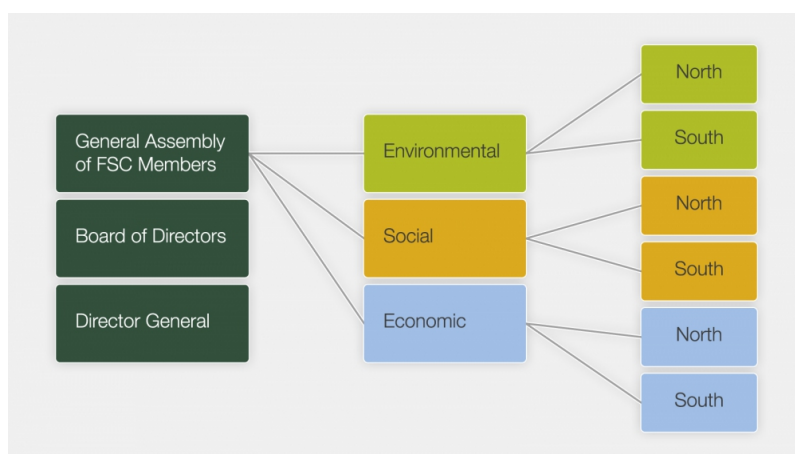 General Assembly
of FSC Members
Board of Directors
Director General
Environmental
Social
Economic
North
South
North
South
North
South